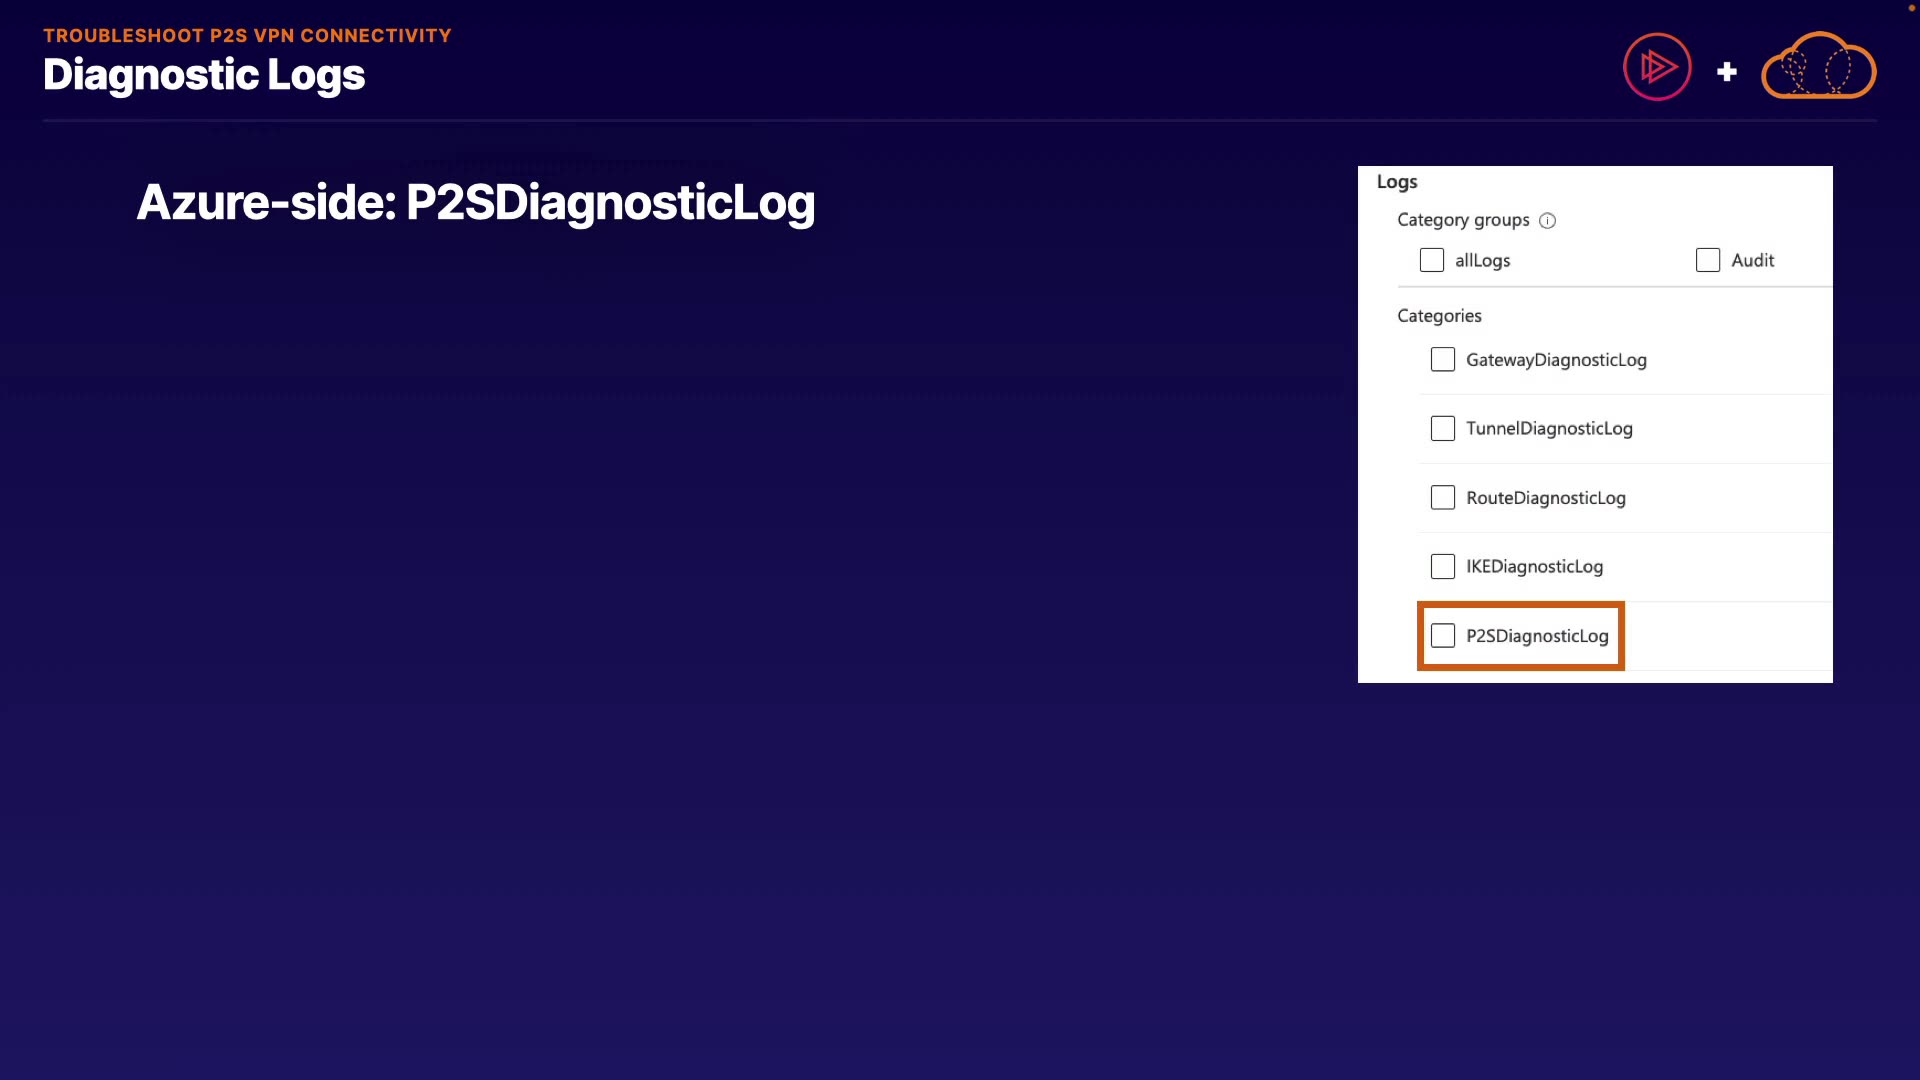 TROUBLESHOOT P2S VPN CONNECTIVITY
Diagnostic Logs
Azure-side: P2SDiagnosticLog
Logs
Category groups
allLogs
Audit
Categories
GatewayDiagnosticLog
TunnelDiagnosticLog
RouteDiagnosticLog
IKEDiagnosticLog
P2SDiagnosticLog